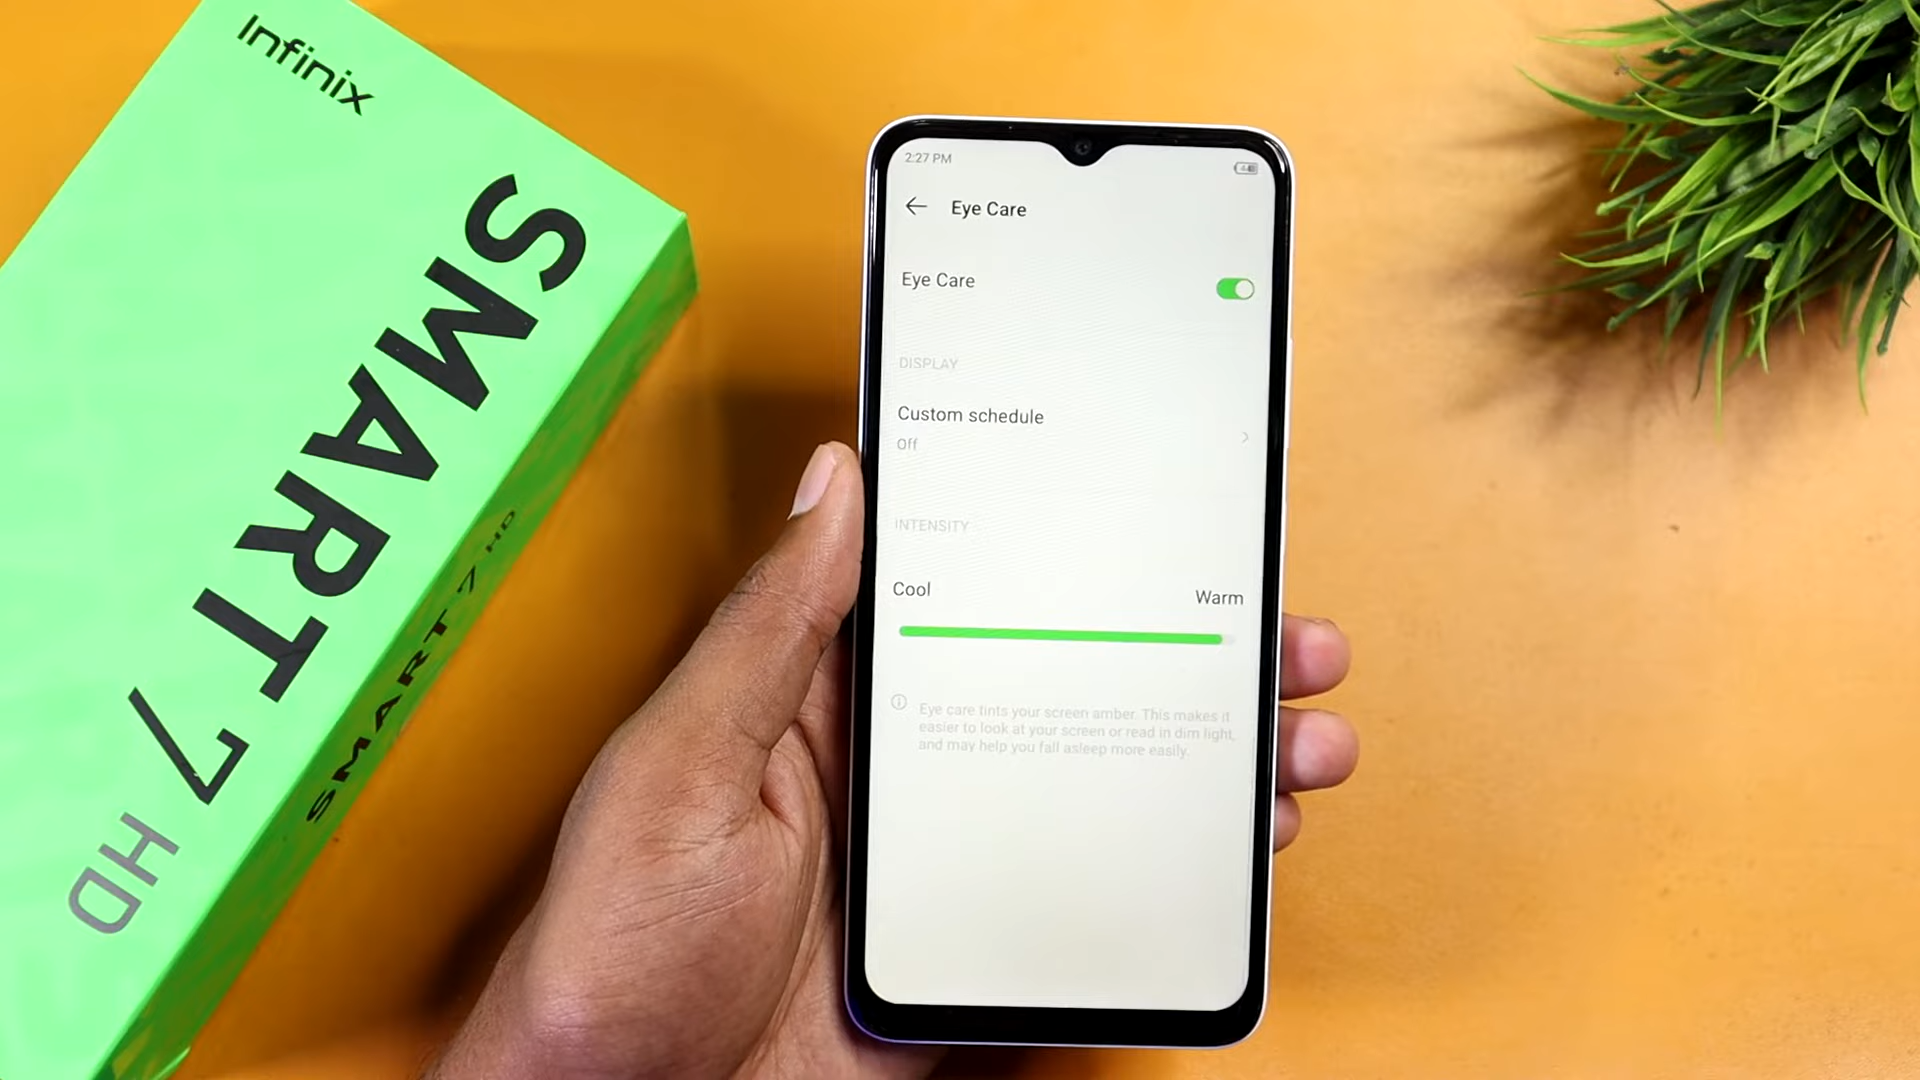 Infinix
SMART 7
HD
SMART 7 HD
2:27 PM
Eye Care
Eye Care
DISPLAY
Custom schedule
Off
INTENSITY
Cool
Warm
Eye care tints your screen amber. This makes it
easier to look at your screen or read in dim light,
and may help you fall asleep more easily.